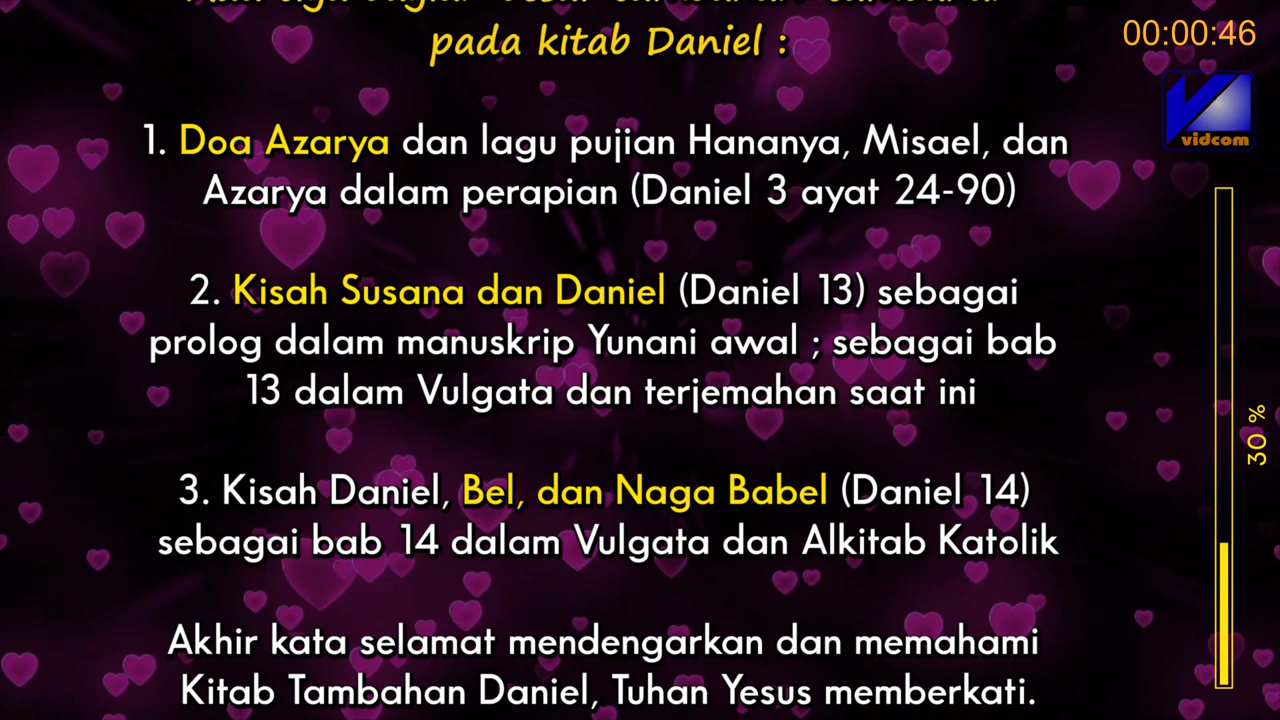 pada kitab Daniel :
00:00:46
vidcom
1. Doa Azarya dan lagu pujian Hananya, Misael, dan
Azarya dalam perapian (Daniel 3 ayat 24-90)
2. Kisah Susana dan Daniel (Daniel 13) sebagai
prolog dalam manuskrip Yunani awal ; sebagai bab
13 dalam Vulgata dan terjemahan saat ini
30 %
3. Kisah Daniel, Bel, dan Naga Babel (Daniel 14)
sebagai bab 14 dalam Vulgata dan Alkitab Katolik
Akhir kata selamat mendengarkan dan memahami
Kitab Tambahan Daniel, Tuhan Yesus memberkati.